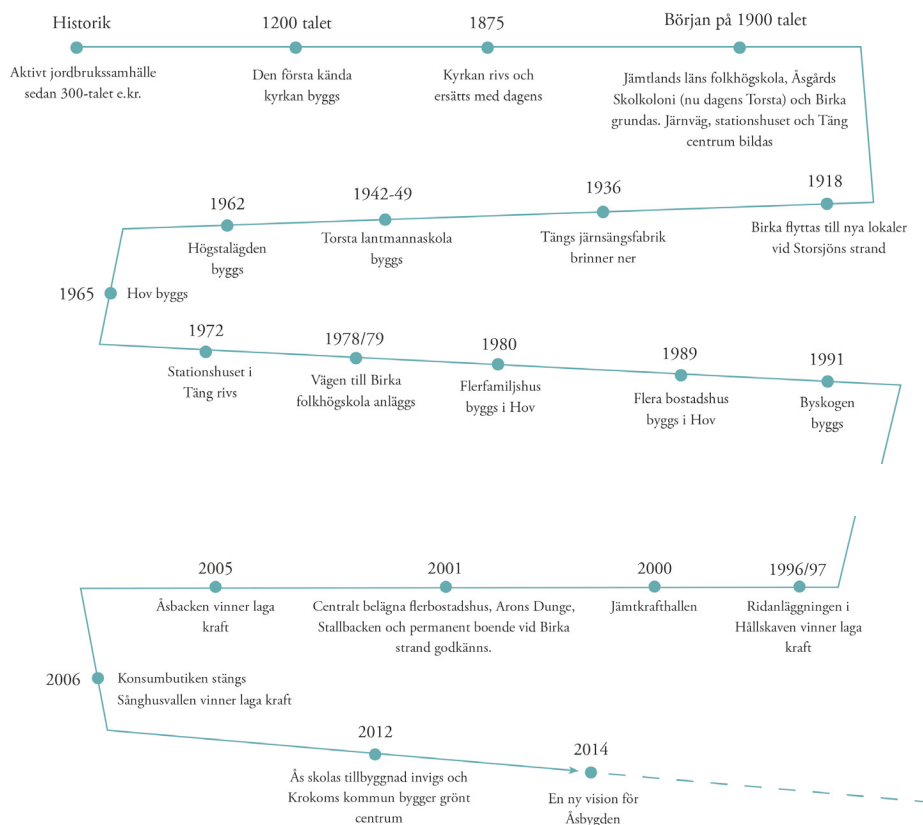 Historik
Aktivt jordbrukssamhälle
sedan 300-talet e.kr.
1200 talet
Den första kända
kyrkan byggs
1875
Kyrkan rivs och
ersätts med dagens
Början på 1900 talet
Jämtlands läns folkhögskola, Åsgårds
Skolkoloni (nu dagens Torsta) och Birka
grundas. Järnväg, stationshuset och Täng
centrum bildas
1918
Birka flyttas till nya lokaler
vid Storsjöns strand
1936
Tängs järnsängsfabrik
brinner ner
1942-49
Torsta lantmannaskola
byggs
1962
Högstalägden
byggs
1965
Hov byggs
1972
Stationshuset i
Täng rivs
1978/79
Vägen till Birka
folkhögskola anläggs
1980
Flerfamiljshus
byggs i Hov
1989
Flera bostadshus
byggs i Hov
1991
Byskogen
byggs
1996/97
Ridanläggningen i
Hållskaven vinner laga
kraft
2000
Jämtkrafthallen
2001
Centralt belägna flerbostadshus, Arons Dunge,
Stallbacken och permanent boende vid Birka
strand godkänns.
2005
Åsbacken vinner laga
kraft
2006
Konsumbutiken stängs
Sånghusvallen vinner laga kraft
2012
Ås skolas tillbyggnad invigs och
Krokoms kommun bygger grönt
centrum
2014
En ny vision för
Åsbygden